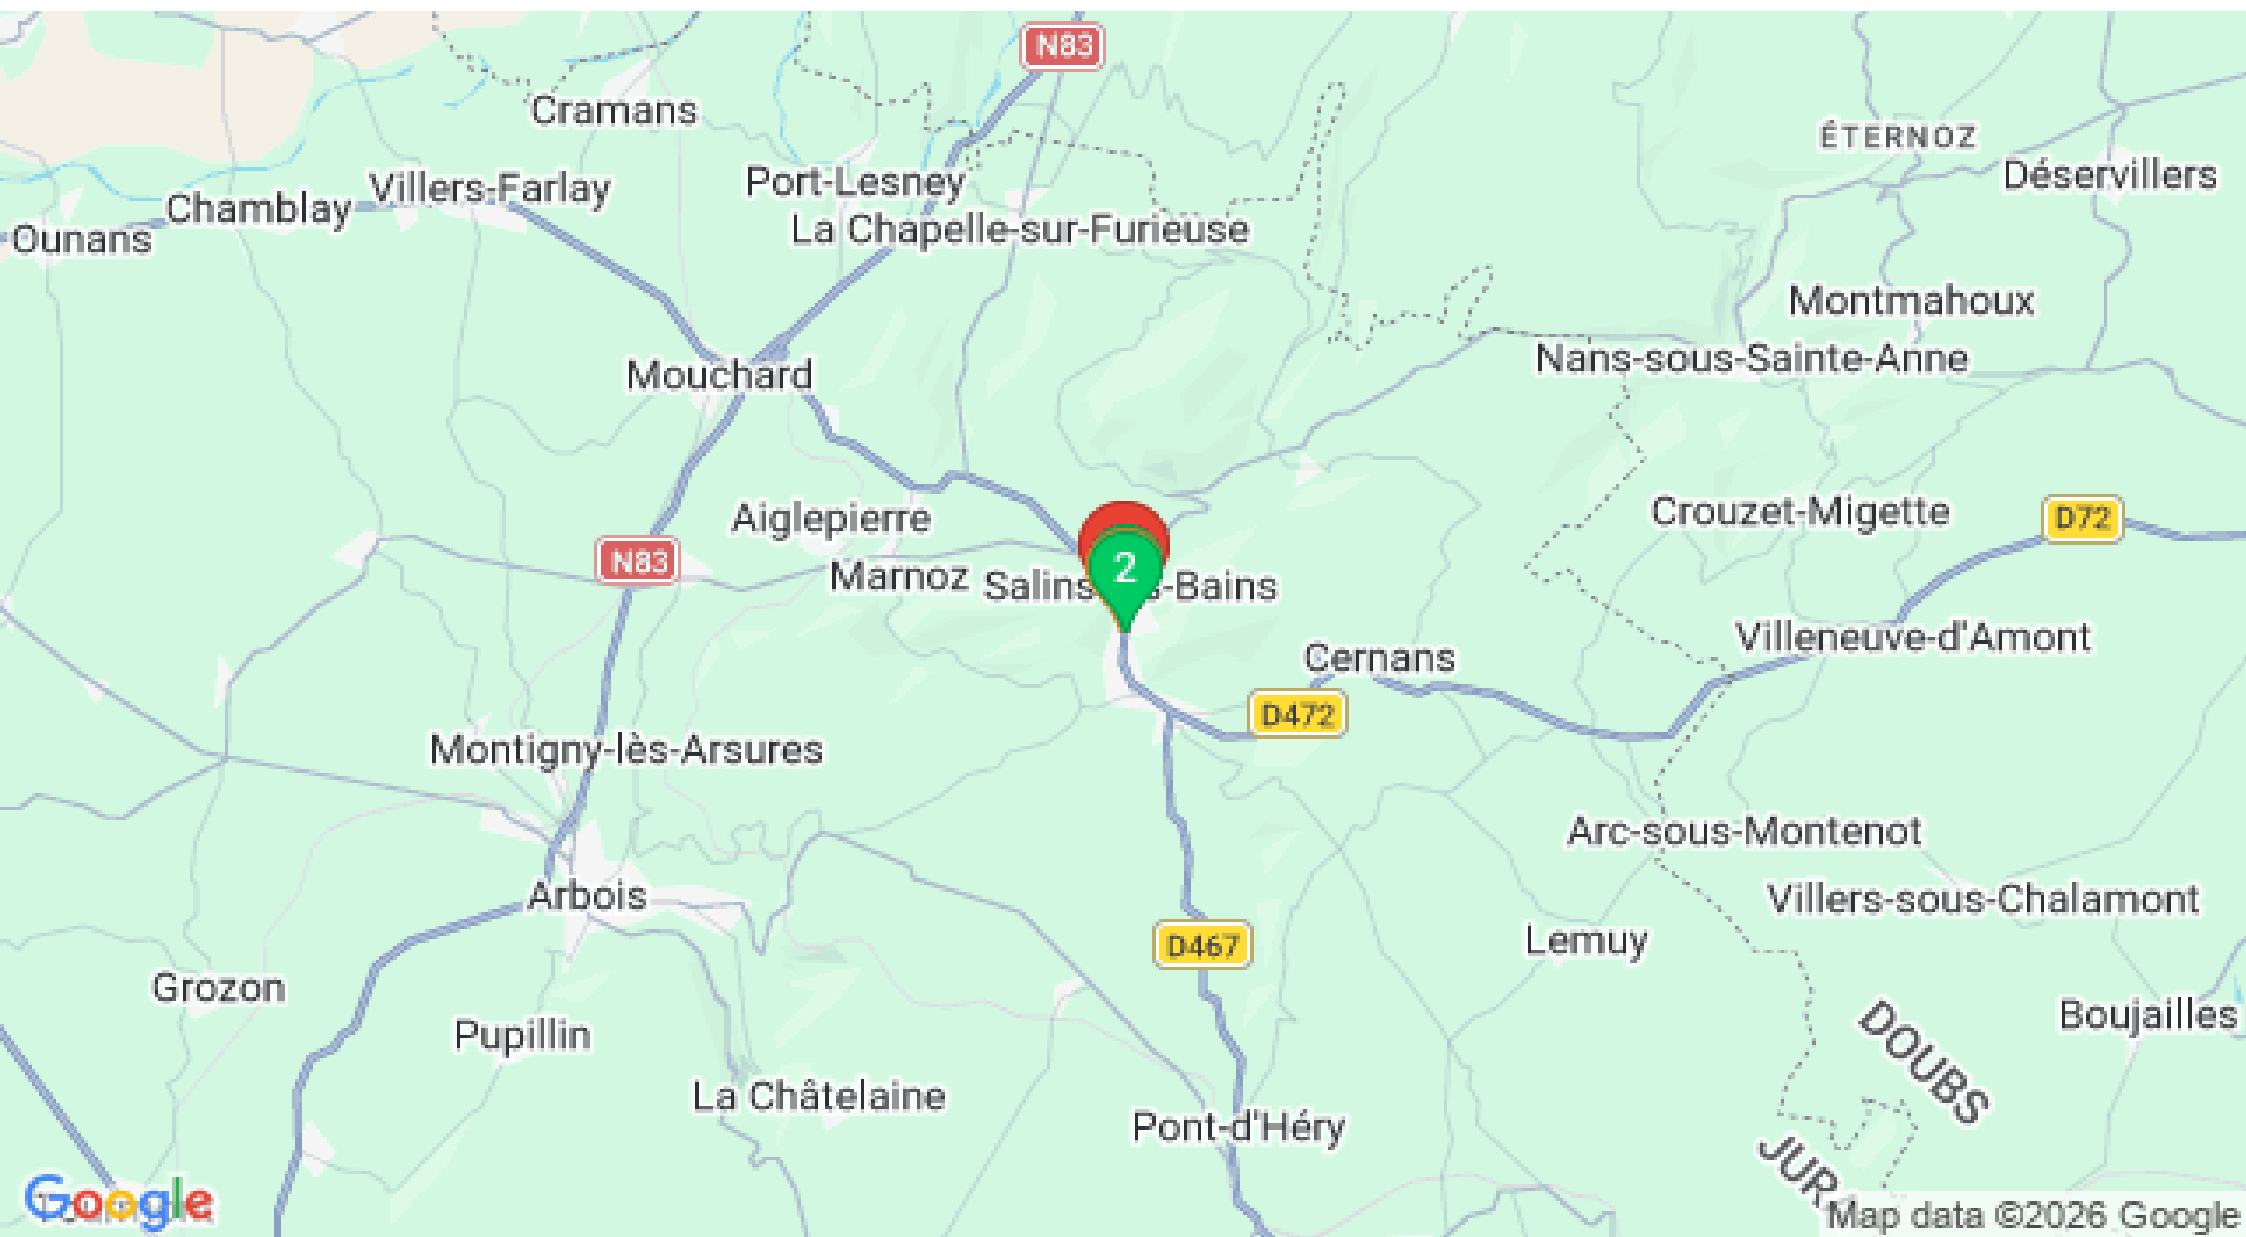 N83
Cramans
ÉTERNOZ
Déservillers
Villers-Farlay
Port-Lesney
Chamblay
La Chapelle-sur-Furieuse
Ounans
Montmahoux
Nans-sous-Sainte-Anne
Mouchard
Aiglepierre
Crouzet-Migette
D72
N83
Marnoz
2
Salins
-Bains
Villeneuve-d'Amont
Cernans
D472
Montigny-lès-Arsures
Arc-sous-Montenot
Arbois
Villers-sous-Chalamont
D467
Lemuy
Grozon
DOUBS
Boujailles
Pupillin
La Châtelaine
Pont-d'Héry
JUR
Google
Map data ©2026 Google